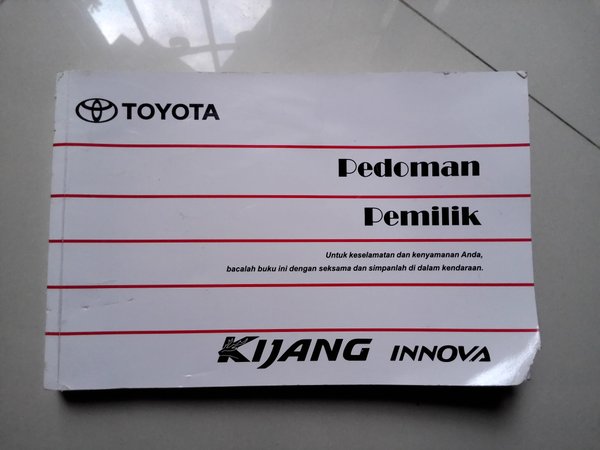 TOYOTA
Pedoman
Pemilik
Untuk keselamatan dan kenyamanan Anda,
bacalah buku ini dengan seksama dan simpanlah di dalam kendaraan.
KIJANG INNOVA